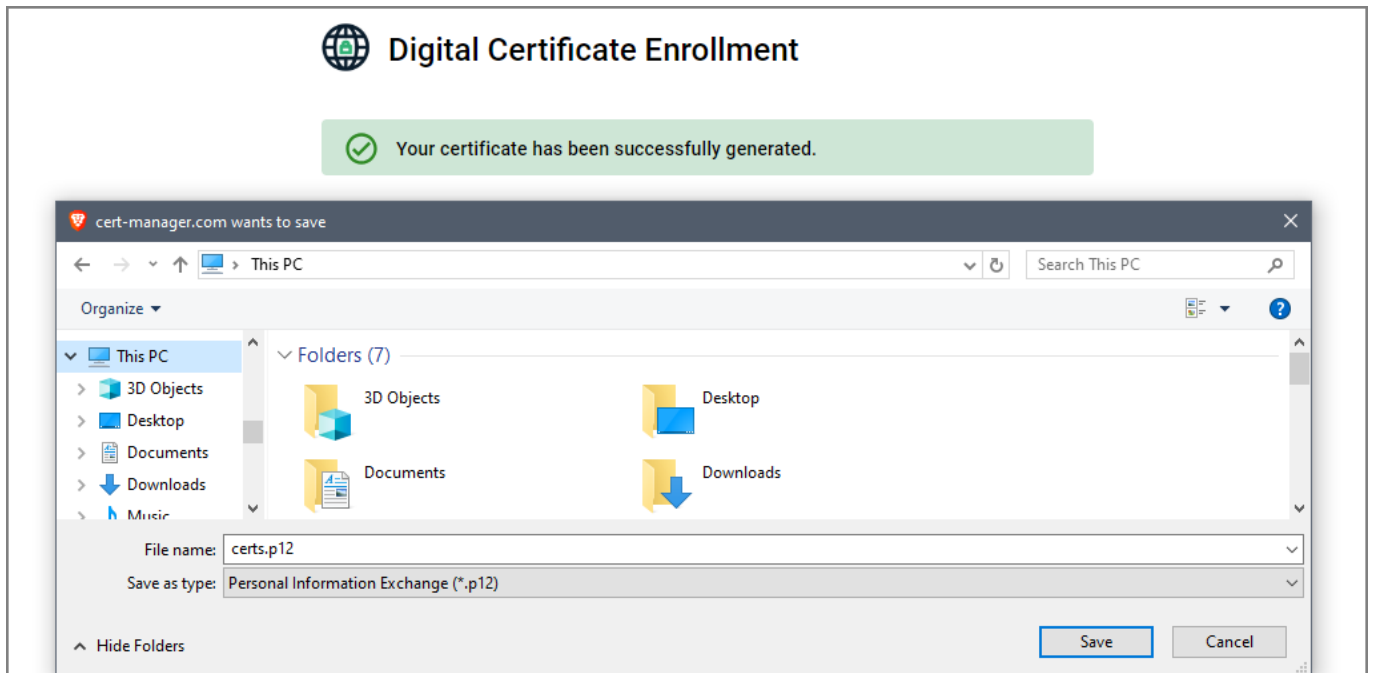 Digital Certificate Enrollment
Your certificate has been successfully generated.
cert-manager.com wants to save
This PC
Search This PC
Organize
This PC
Folders (7)
3D Objects
3D Objects
Desktop
Desktop
Documents
Documents
Downloads
Downloads
Music
File name: certs.p12
Save as type: Personal Information Exchange (*.p12)
Hide Folders
Save
Cancel